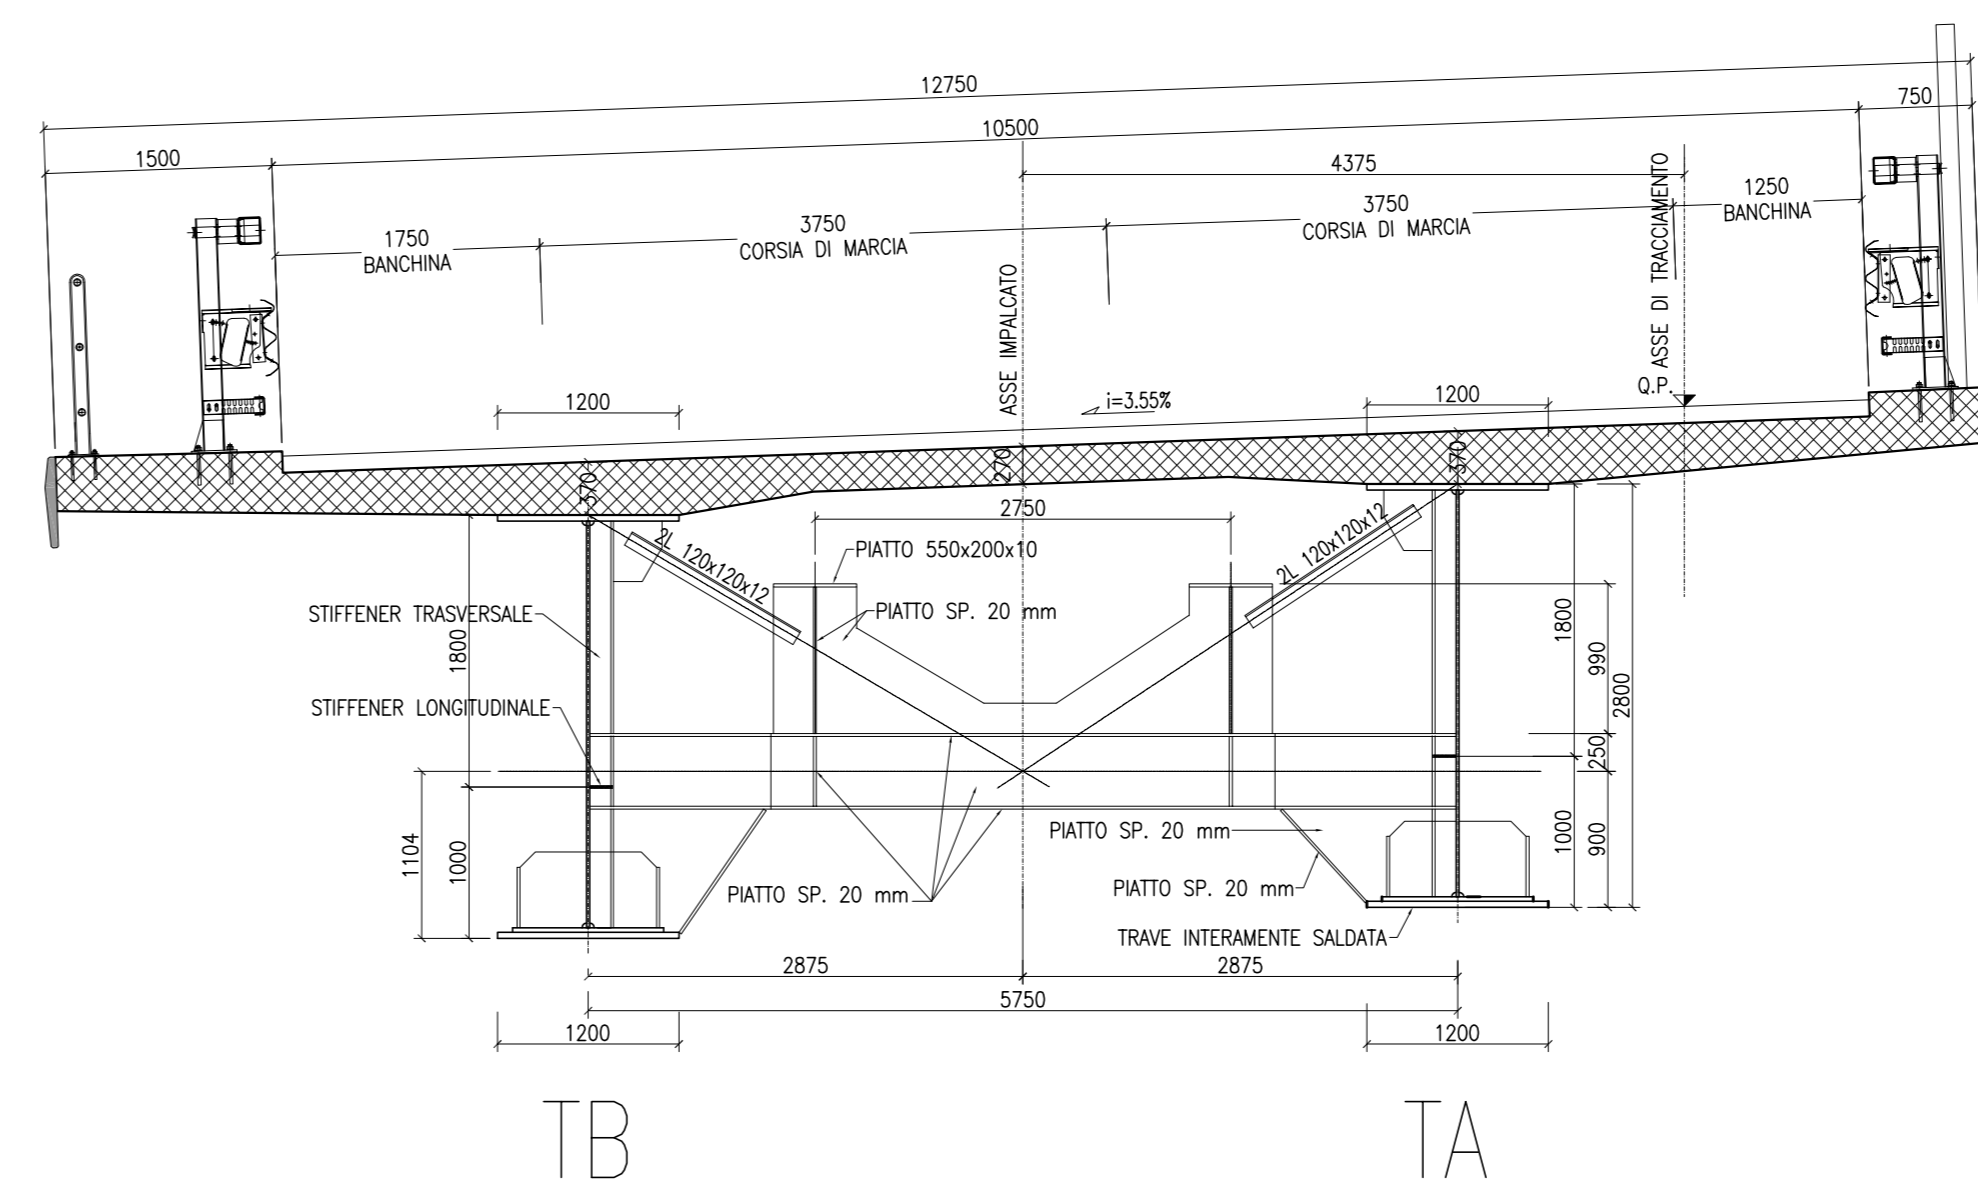 12750
10500
750
1500
4375
1750
BANCHINA
3750
CORSIA DI MARCIA
3750
CORSIA DI MARCIA
1250
BANCHINA
ASSE IMPALCATO
ASSE DI TRACCIAMENTO
Q.P.
1200
i=3.55%
1200
370
270
370
2750
2L 120x120x12
2L 120x120x12
PIATTO 550x200x10
PIATTO SP. 20 mm
STIFFENER TRASVERSALE
1800
STIFFENER LONGITUDINALE
1800
990
2800
250
1104
1000
1000
900
PIATTO SP. 20 mm
PIATTO SP. 20 mm
PIATTO SP. 20 mm
TRAVE INTERAMENTE SALDATA
2875
2875
5750
1200
1200
TB
TA